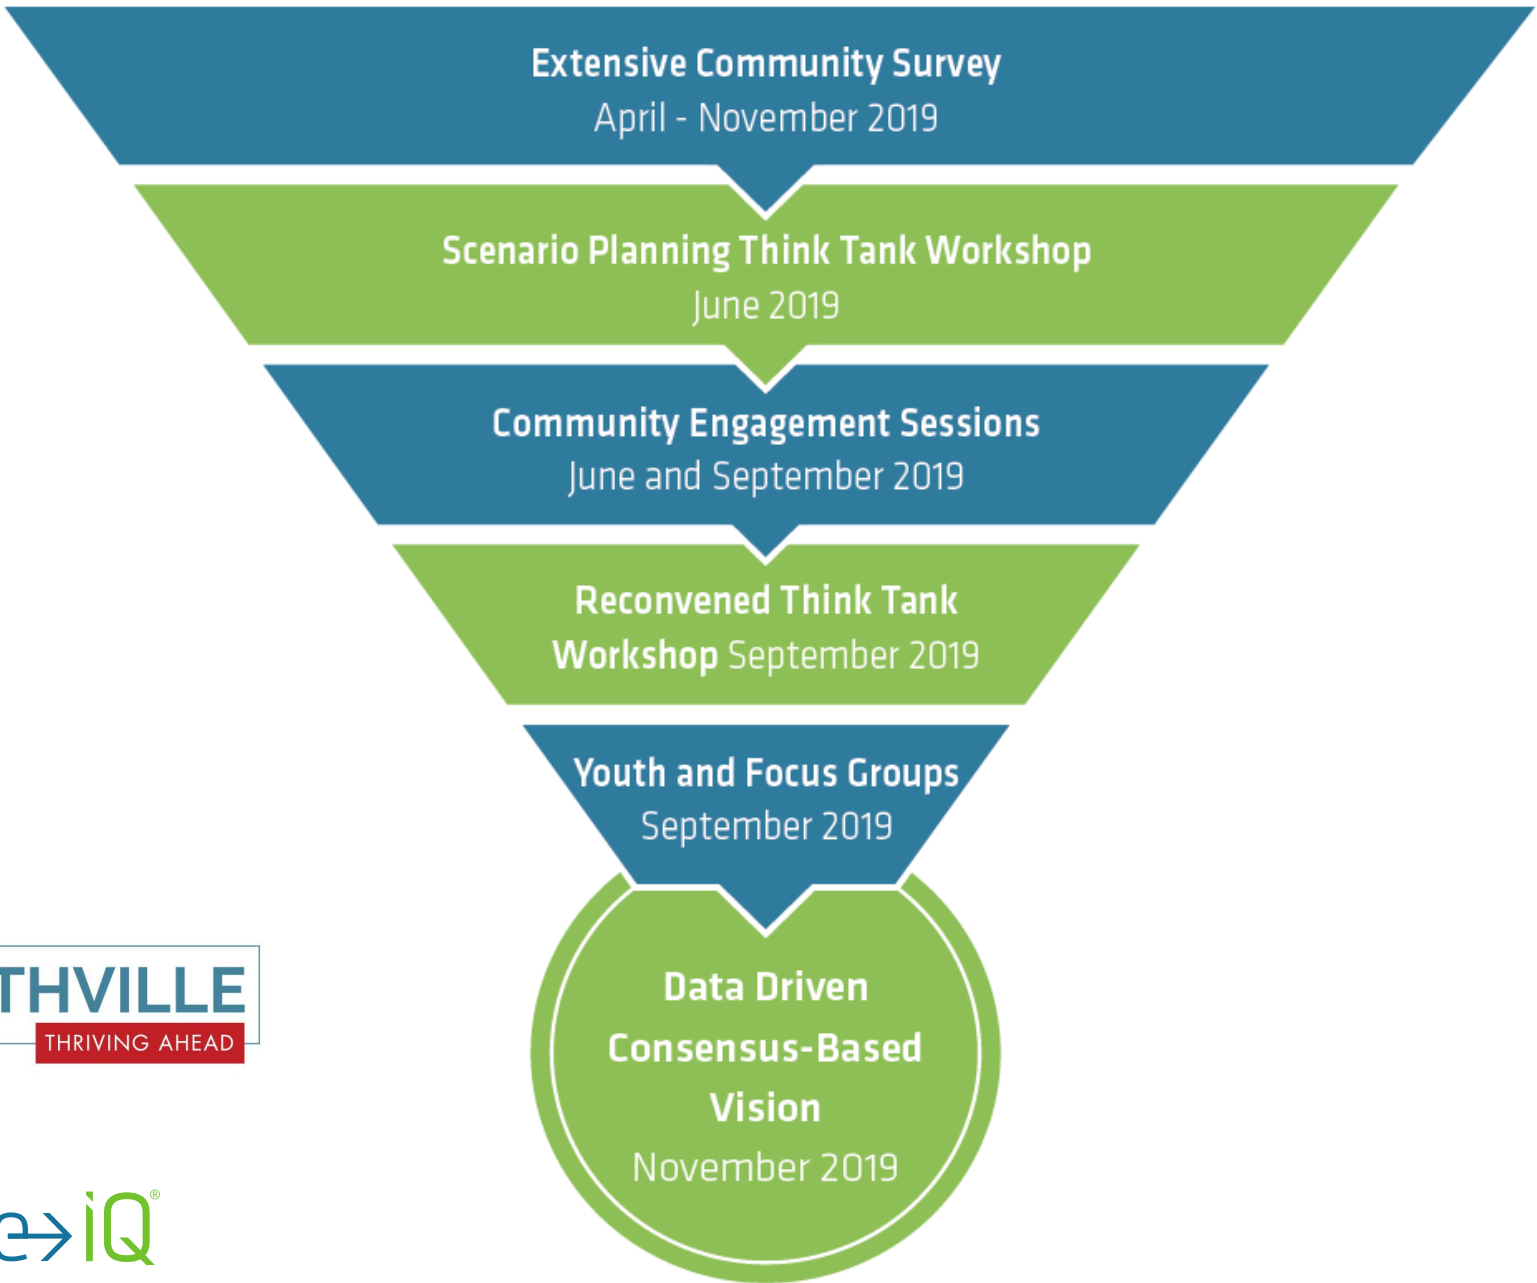 Extensive Community Survey
April - November 2019
Scenario Planning Think Tank Workshop
June 2019
Community Engagement Sessions
June and September 2019
Reconvened Think Tank
Workshop September 2019
Youth and Focus Groups
September 2019
Data Driven
Consensus-Based
Vision
November 2019
THVILLE
THRIVING AHEAD
e→iQ®